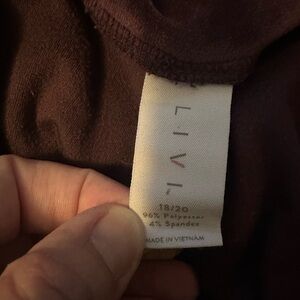 LIVI
18/20
96% Polyester
4% Spandex
MADE IN VIETNAM